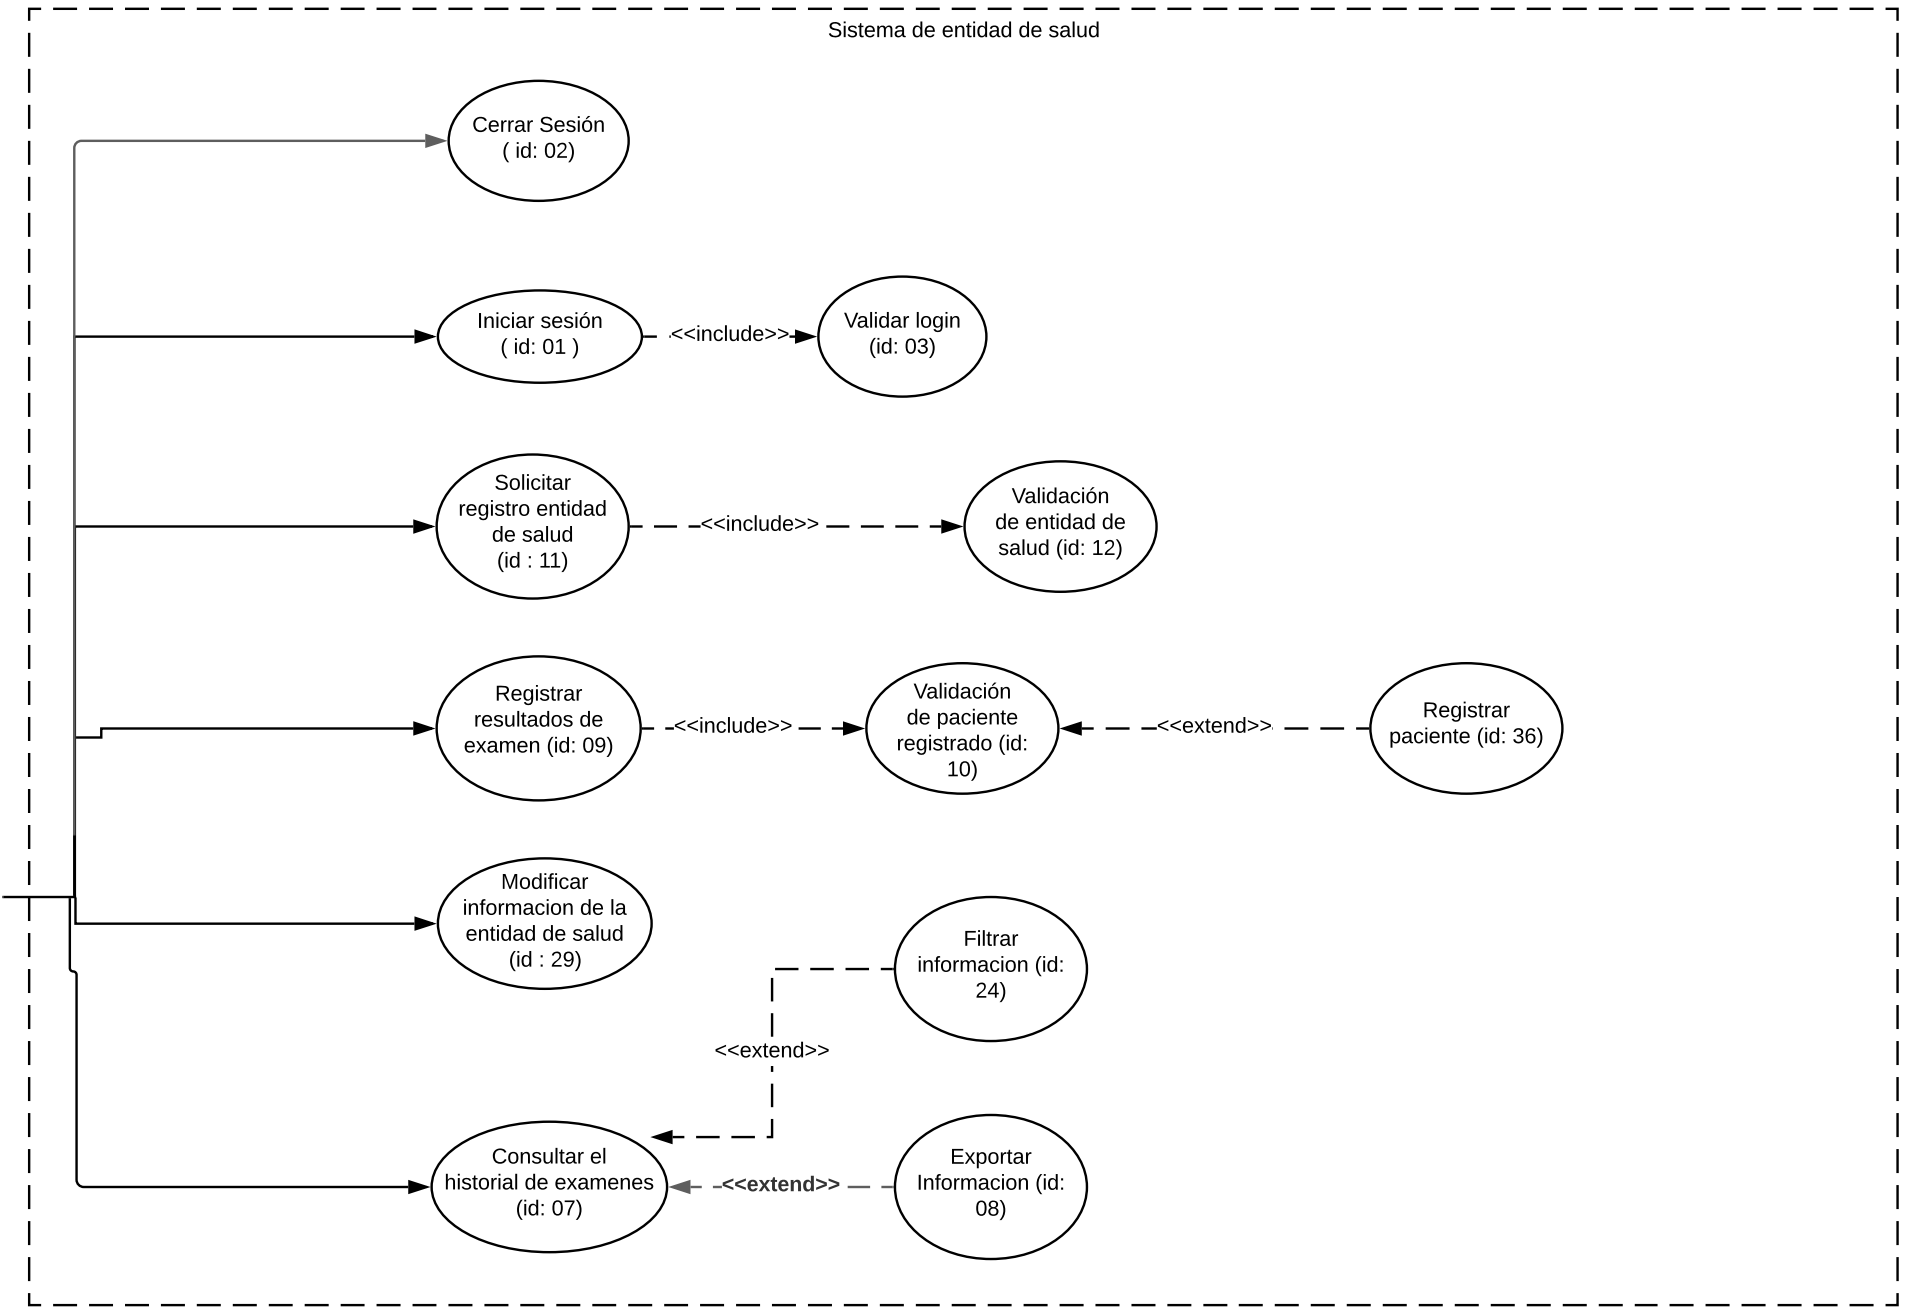 Sistema de entidad de salud
Cerrar Sesión
( id: 02)
Iniciar sesión
( id: 01 )
<<include>>
Validar login
(id: 03)
Solicitar
registro entidad
de salud
(id : 11)
<<include>>
Validación
de entidad de
salud (id: 12)
Registrar
resultados de
examen (id: 09)
<<include>>
Validación
de paciente
registrado (id:
10)
<<extend>>
Registrar
paciente (id: 36)
Modificar
informacion de la
entidad de salud
(id : 29)
Filtrar
informacion (id:
24)
<<extend>>
Consultar el
historial de examenes
(id: 07)
<<extend>>
Exportar
Informacion (id:
08)